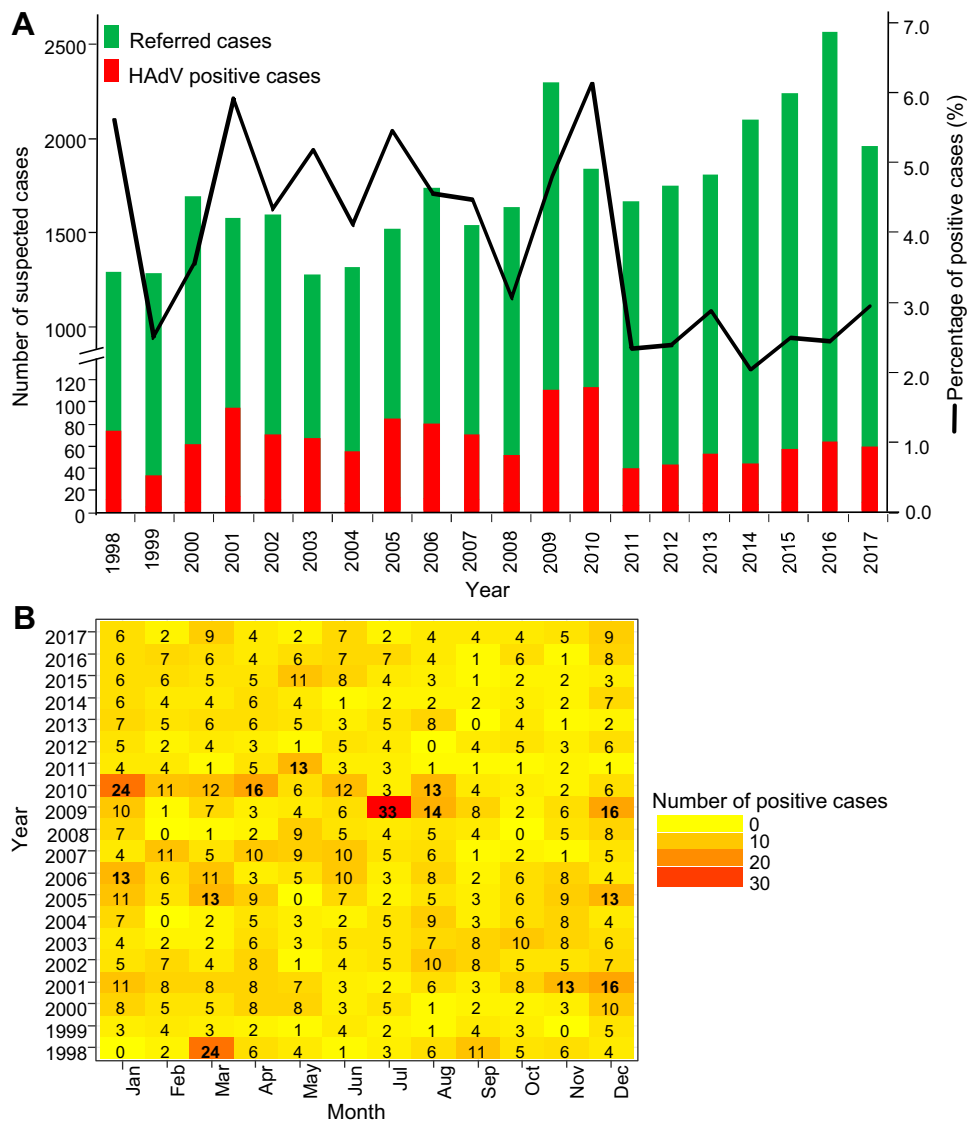 A
Referred cases
HAdV positive cases
Number of suspected cases
2500
2000
1500
1000
120
100
80
60
40
20
0
7.0
6.0
5.0
4.0
3.0
2.0
1.0
0.0
Percentage of positive cases (%)
1998 1999 2000 2001 2002 2003 2004 2005 2006 2007 2008 2009 2010 2011 2012 2013 2014 2015 2016 2017
Year
B
Year
2017 6 2 9 4 2 7 2 4 4 4 5 9
2016 6 7 6 4 6 7 7 4 1 6 1 8
2015 6 6 5 5 11 8 4 3 1 2 2 3
2014 6 4 4 6 4 1 2 2 2 3 2 7
2013 7 5 6 6 5 3 5 8 0 4 1 2
2012 5 2 4 3 1 5 4 0 4 5 3 6
2011 4 4 1 5 13 3 3 1 1 1 2 1
2010 24 11 12 16 6 12 3 13 4 3 2 6
2009 10 1 7 3 4 6 33 14 8 2 6 16
2008 7 0 1 2 9 5 4 5 4 0 5 8
2007 4 11 5 10 9 10 5 6 1 2 1 5
2006 13 6 11 3 5 10 3 8 2 6 8 4
2005 11 5 13 9 0 7 2 5 3 6 9 13
2004 7 0 2 5 3 2 5 9 3 6 8 4
2003 4 2 2 6 3 5 5 7 8 10 8 6
2002 5 7 4 8 1 4 5 10 8 5 5 7
2001 11 8 8 8 7 3 2 6 3 8 13 16
2000 8 5 5 8 8 3 5 1 2 2 3 10
1999 3 4 3 2 1 4 2 1 4 3 0 5
1998 0 2 24 6 4 1 3 6 11 5 6 4
Jan Feb Mar Apr May Jun Jul Aug Sep Oct Nov Dec
Month
Number of positive cases
0
10
20
30